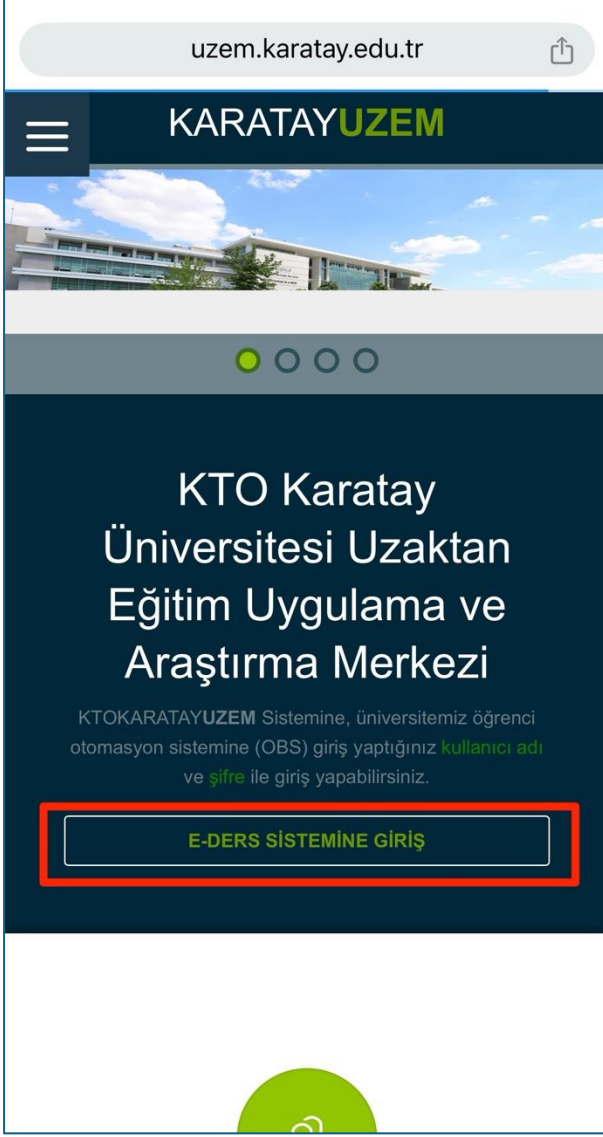 uzem.karatay.edu.tr
KARATAYUZEM
KTO Karatay
Üniversitesi Uzaktan
Eğitim Uygulama ve
Araştırma Merkezi
KTOKARATAYUZEM Sistemine, üniversitemiz öğrenci
otomasyon sistemine (OBS) giriş yaptığınız kullanıcı adı
ve şifre ile giriş yapabilirsiniz.
E-DERS SİSTEMİNE GİRİŞ